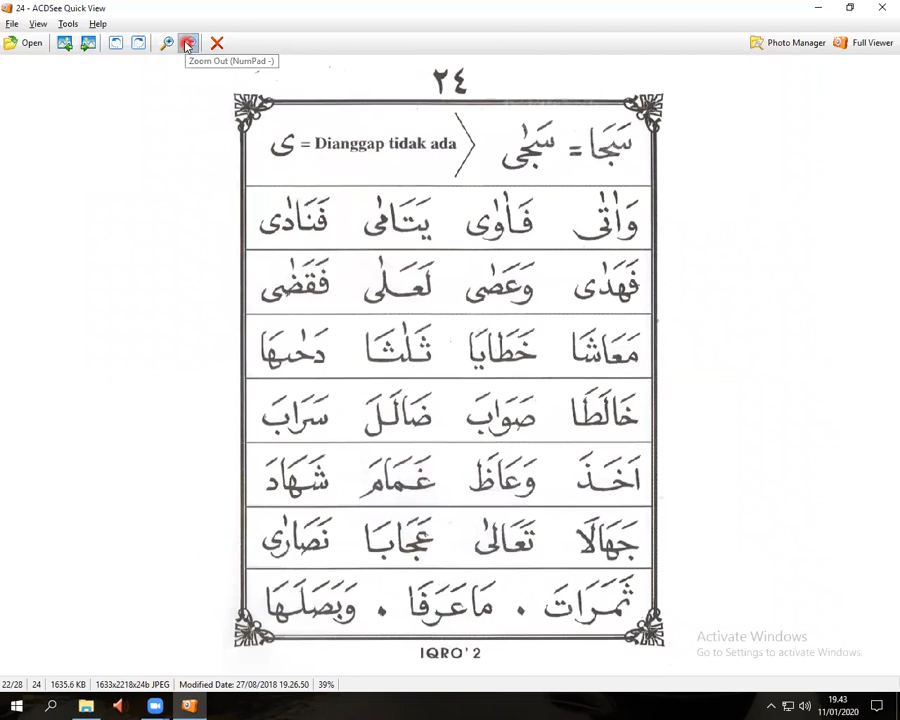 24 - ACDSee Quick View
File View Tools Help
Open
Photo Manager Full Viewer
Zoom Out (NumPad -)
٢٤
سَجَا = سَجٰى
ى = Dianggap tidak ada
وَاٰتٰى فَاٰوٰى يَتَامٰى فَنَادٰى
فَهَدٰى وَعَصٰى لَعَلٰى فَقَضٰى
مَعَاشَا خَطَايَا ثَلٰثَا دَحٰىهَا
خَالَطَا صَوَابَ ضَالَلَ سَرَابَ
اَخَذَ وَعَاظَ غَمَامَ شَهَادَ
جَهَالَا تَعَالٰى عَجَابَا نَصَارٰى
ثَمَرَاتَ . مَا عَرَفَا . وَبَصَلَهَا
IQRO' 2
Activate Windows
Go to Settings to activate Windows.
22/28 24 1635.6 KB 1633x2218x24b JPEG Modified Date: 27/08/2018 19.26.50 39%
19.43
11/01/2020